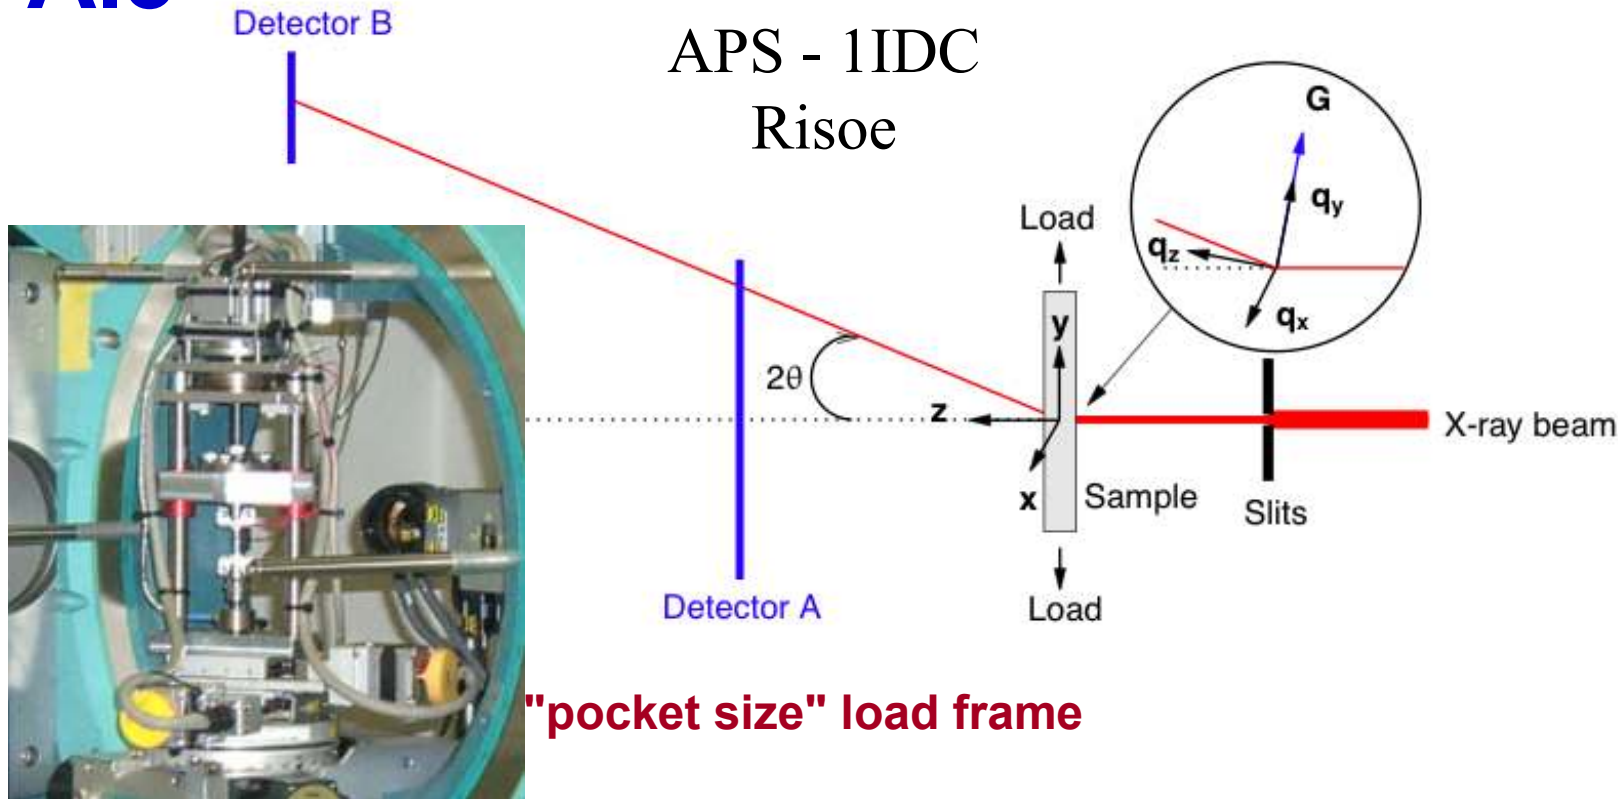 Detector B
APS - 1IDC
Risoe
G
qy
qz
qx
Load
y
2θ
z
X-ray beam
x
Sample
Slits
Detector A
Load
"pocket size" load frame